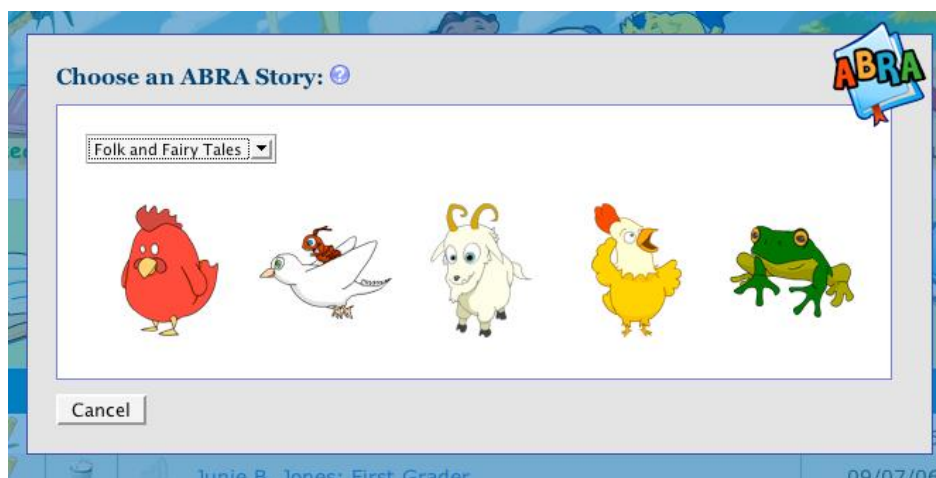 Choose an ABRA Story:
ABRA
Folk and Fairy Tales
Cancel
Junie B. Jones: First Grader
09/07/06